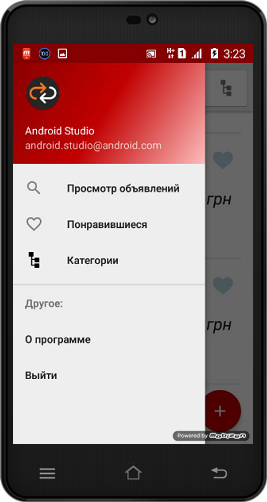 3:23
Android Studio
android.studio@android.com
Просмотр объявлений
Понравившиеся
грн
Категории
Другое:
грн
О программе
Выйти
Powered by